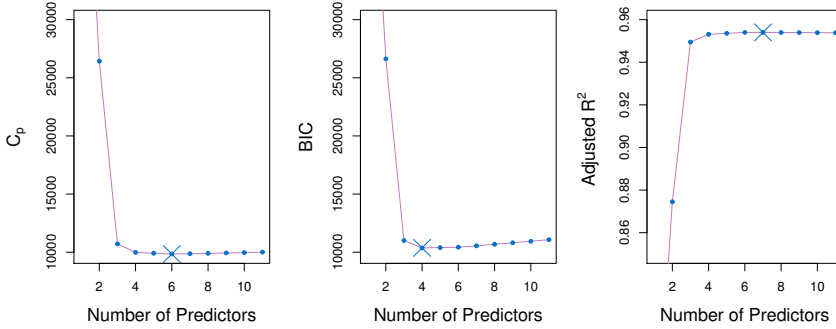 30000
25000
20000
15000
10000
C_p
2 4 6 8 10
Number of Predictors
30000
25000
20000
15000
10000
BIC
2 4 6 8 10
Number of Predictors
0.96
0.94
0.92
0.90
0.88
0.86
Adjusted R²
2 4 6 8 10
Number of Predictors